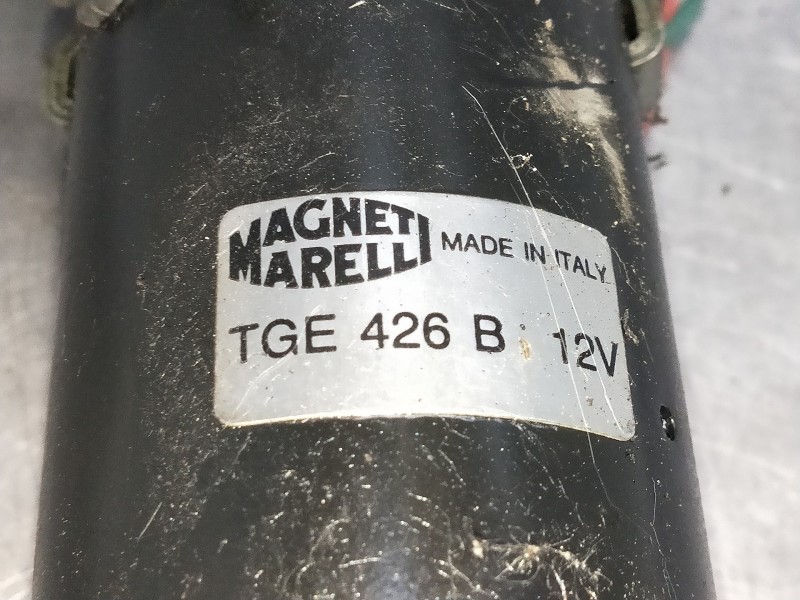 MAGNETI
MARELLI MADE IN ITALY
TGE 426 B 12V